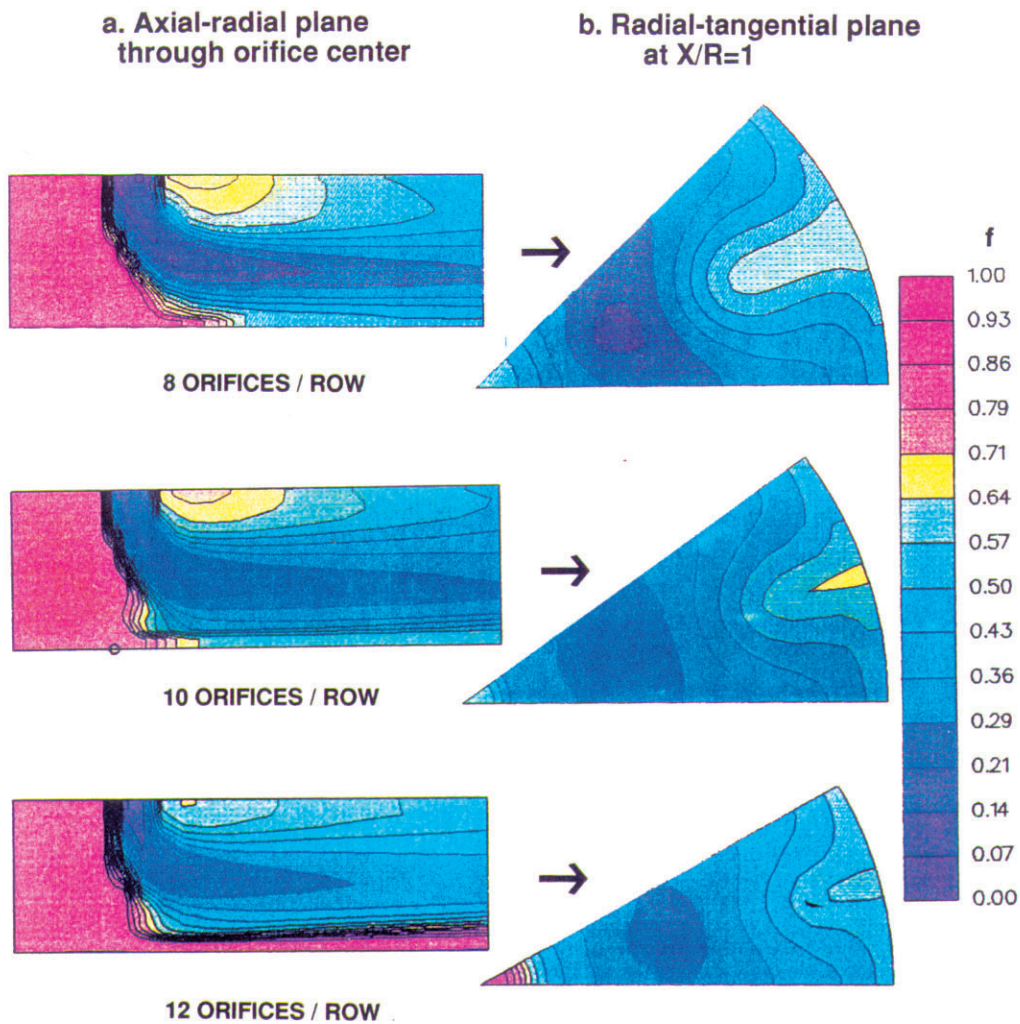 a. Axial-radial plane
through orifice center
b. Radial-tangential plane
at X/R=1
8 ORIFICES / ROW
10 ORIFICES / ROW
12 ORIFICES / ROW
f
1.00
0.93
0.86
0.79
0.71
0.64
0.57
0.50
0.43
0.36
0.29
0.21
0.14
0.07
0.00